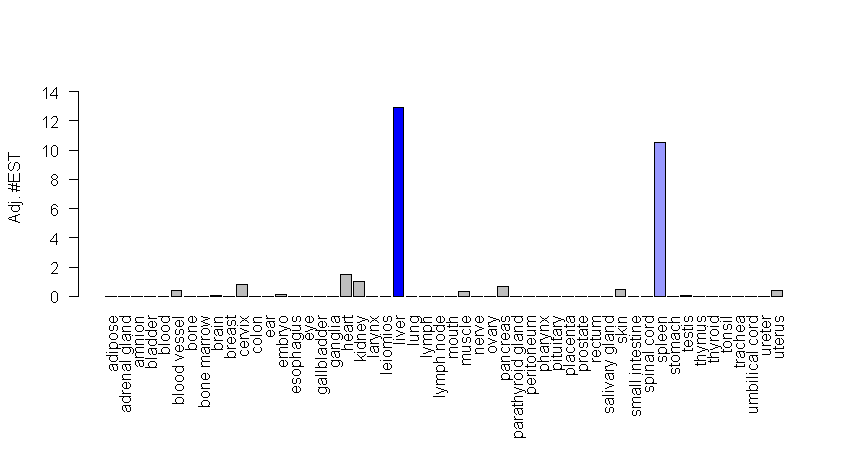 14
12
10
8
6
4
2
0
Adj. #EST
adipose
adrenal gland
amnion
bladder
blood
blood vessel
bone
bone marrow
brain
breast
cervix
colon
ear
embryo
esophagus
eye
gallbladder
ganglia
heart
kidney
larynx
leiomios
liver
lung
lymph
lymph node
mouth
muscle
nerve
ovary
pancreas
parathyroid gland
peritoneum
pharynx
pituitary
placenta
prostate
rectum
salivary gland
skin
small intestine
spinal cord
spleen
stomach
testis
thymus
thyroid
tonsil
trachea
umbilical cord
ureter
uterus